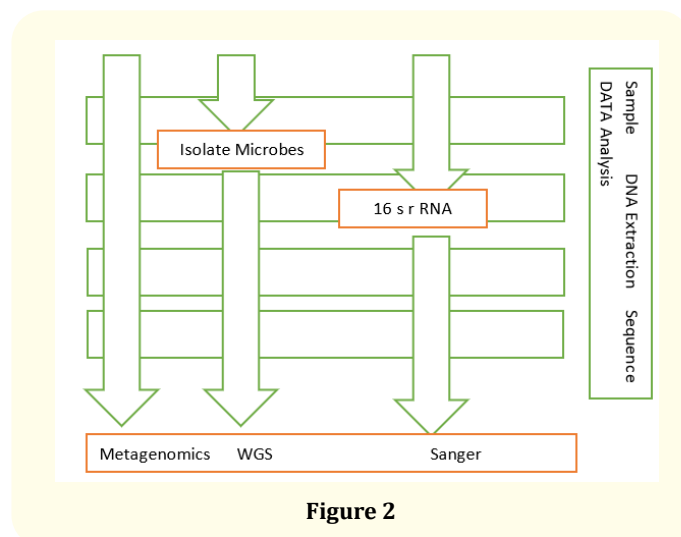 Isolate Microbes
16 s r RNA
Sample DNA Extraction Sequence
DATA Analysis
Metagenomics WGS Sanger
Figure 2